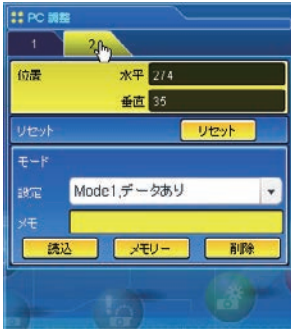 PC 調整
1 2
位置 水平 274
垂直 35
リセット リセット
モード
設定 Mode1,データあり
メモ
読込 メモリー 削除